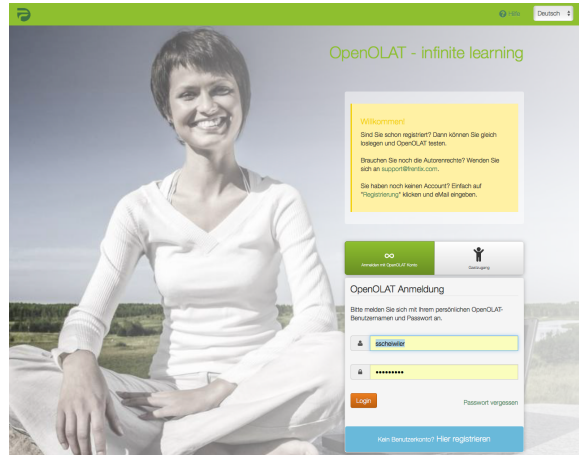 Hilfe
Deutsch
OpenOLAT - infinite learning
Willkommen!
Sind Sie schon registriert? Dann können Sie gleich
loslegen und OpenOLAT testen.
Brauchen Sie noch die Autorenrechte? Wenden Sie
sich an support@frentix.com.
Sie haben noch keinen Account? Einfach auf
"Registrierung" klicken und eMail eingeben.
Anmelden mit OpenOLAT Konto
Gastzugang
OpenOLAT Anmeldung
Bitte melden Sie sich mit Ihrem persönlichen OpenOLAT-
Benutzernamen und Passwort an.
sscheiwiler
Login
Passwort vergessen
Kein Benutzerkonto? Hier registrieren